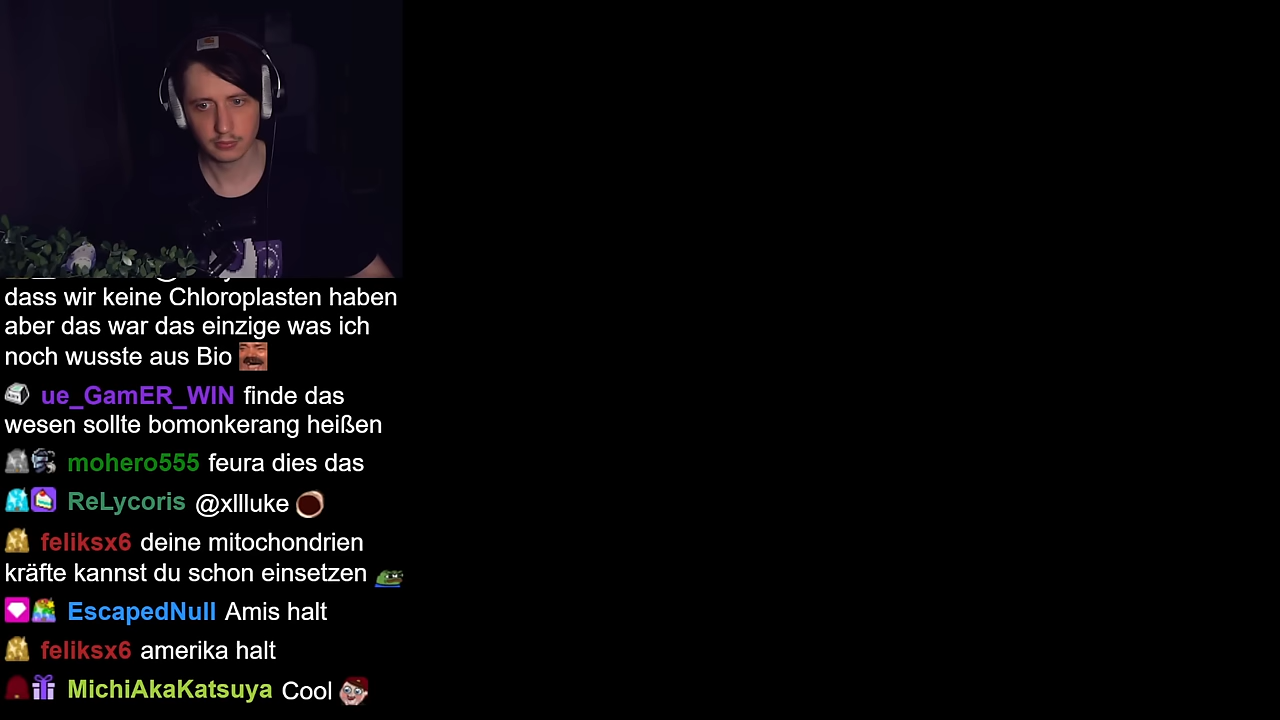 dass wir keine Chloroplasten haben
aber das war das einzige was ich
noch wusste aus Bio
ue_GamER_WIN finde das
wesen sollte bomonkerang heißen
mohero555 feura dies das
ReLycoris @xllluke
feliksx6 deine mitochondrien
kräfte kannst du schon einsetzen
EscapedNull Amis halt
feliksx6 amerika halt
MichiAkaKatsuya Cool